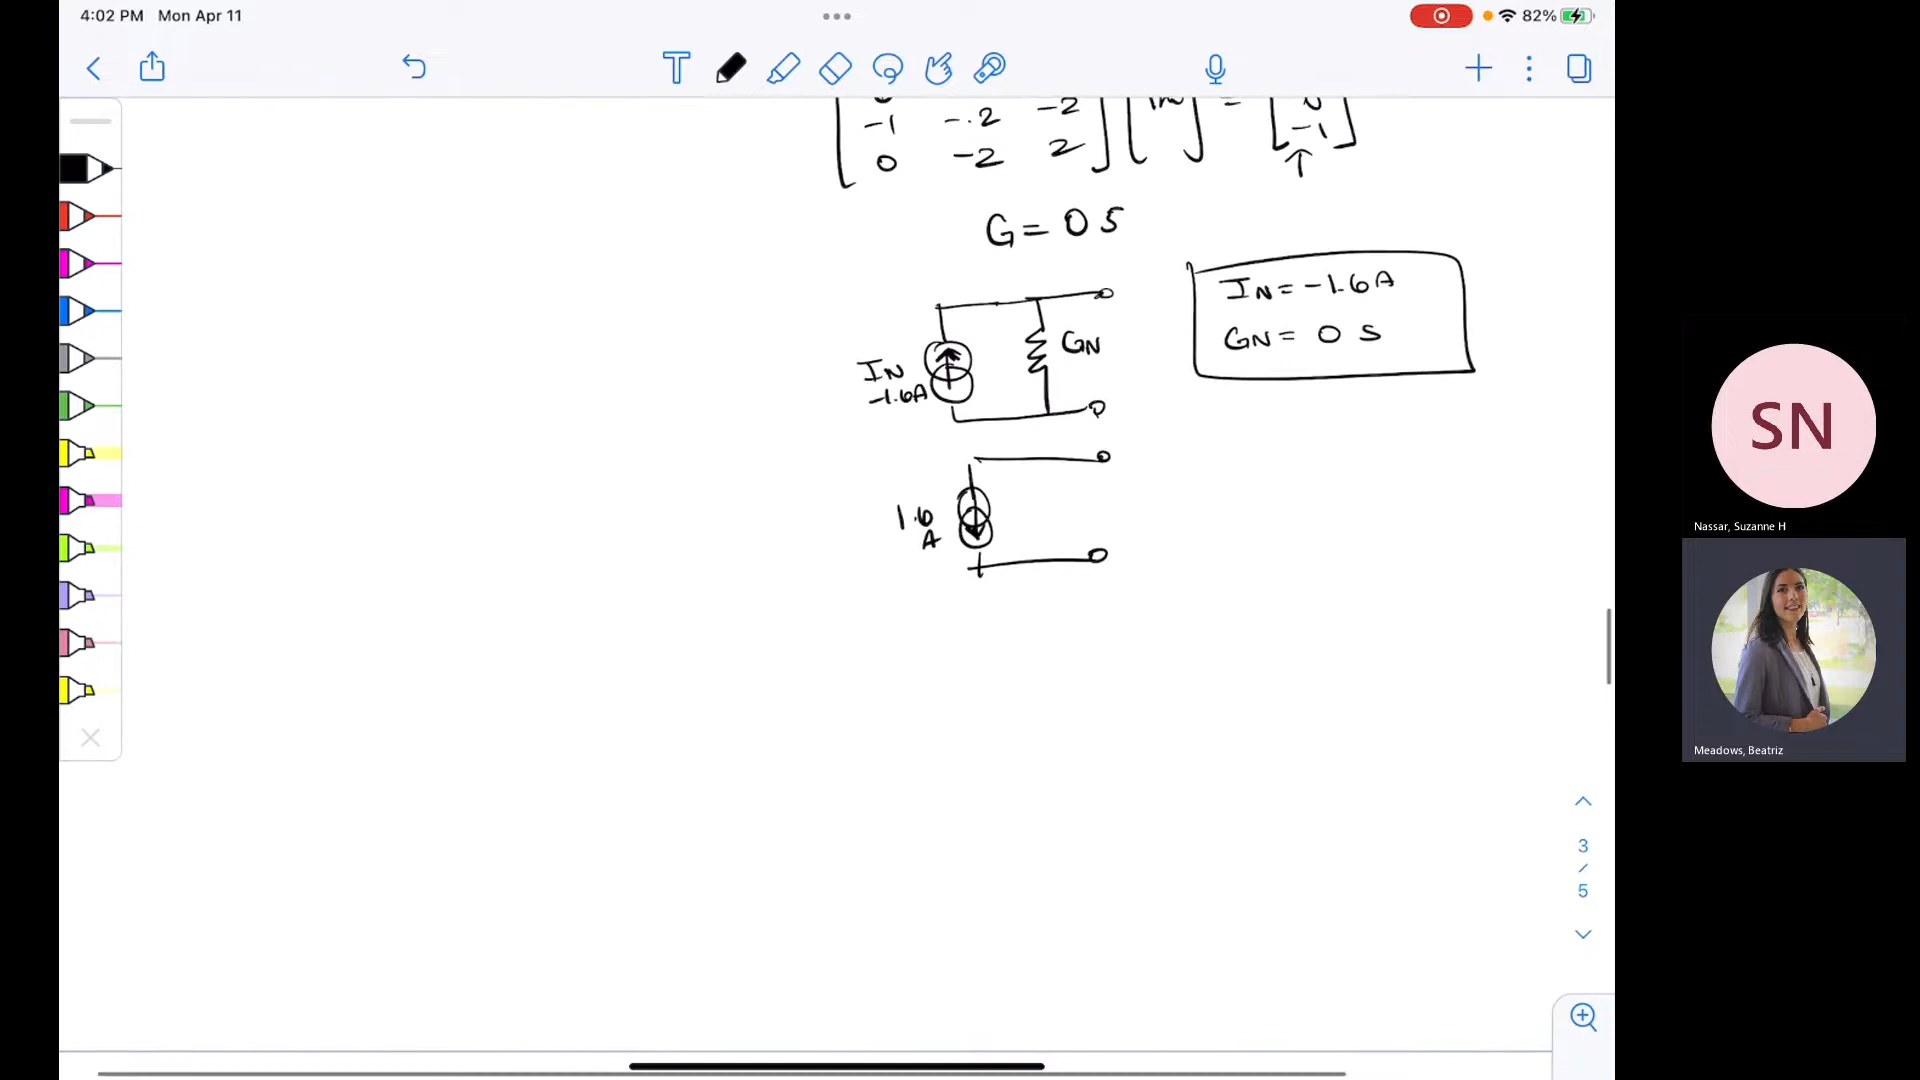 4:02 PM Mon Apr 11
82%
-1 -.2 -2
0 -2 2
=
-1
G = 0 S
IN = -1.6A
GN = 0 S
IN
-1.6A
GN
1.6
A
SN
Nassar, Suzanne H
Meadows, Beatriz
3
/
5